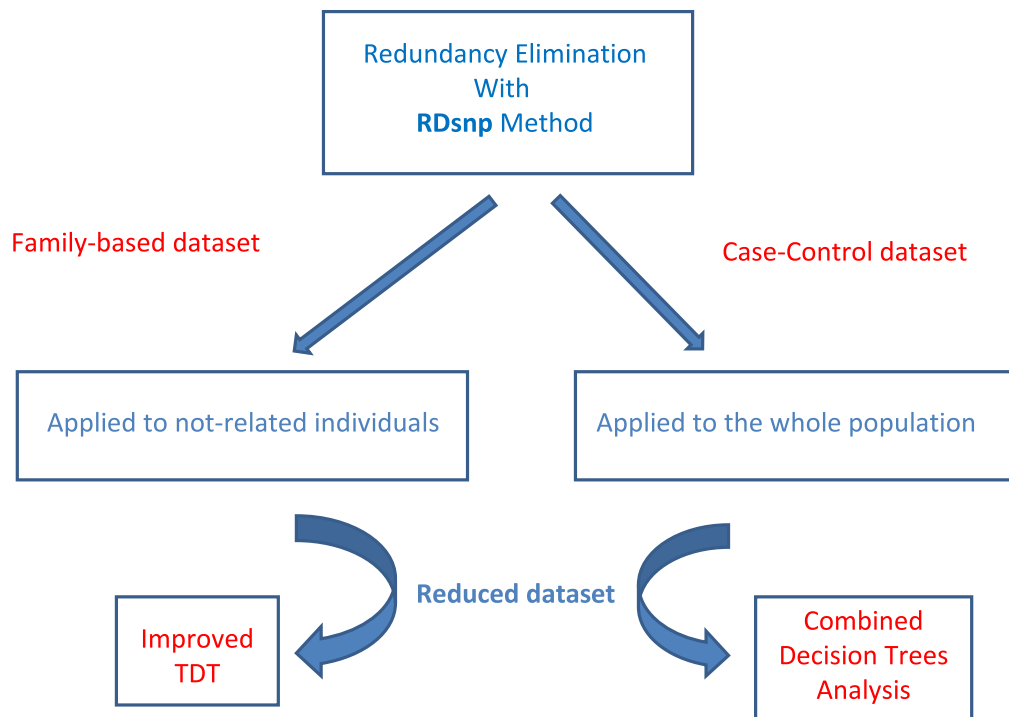 Redundancy Elimination
With
RDsnp Method
Family-based dataset
Case-Control dataset
Applied to not-related individuals
Applied to the whole population
Reduced dataset
Improved
TDT
Combined
Decision Trees
Analysis